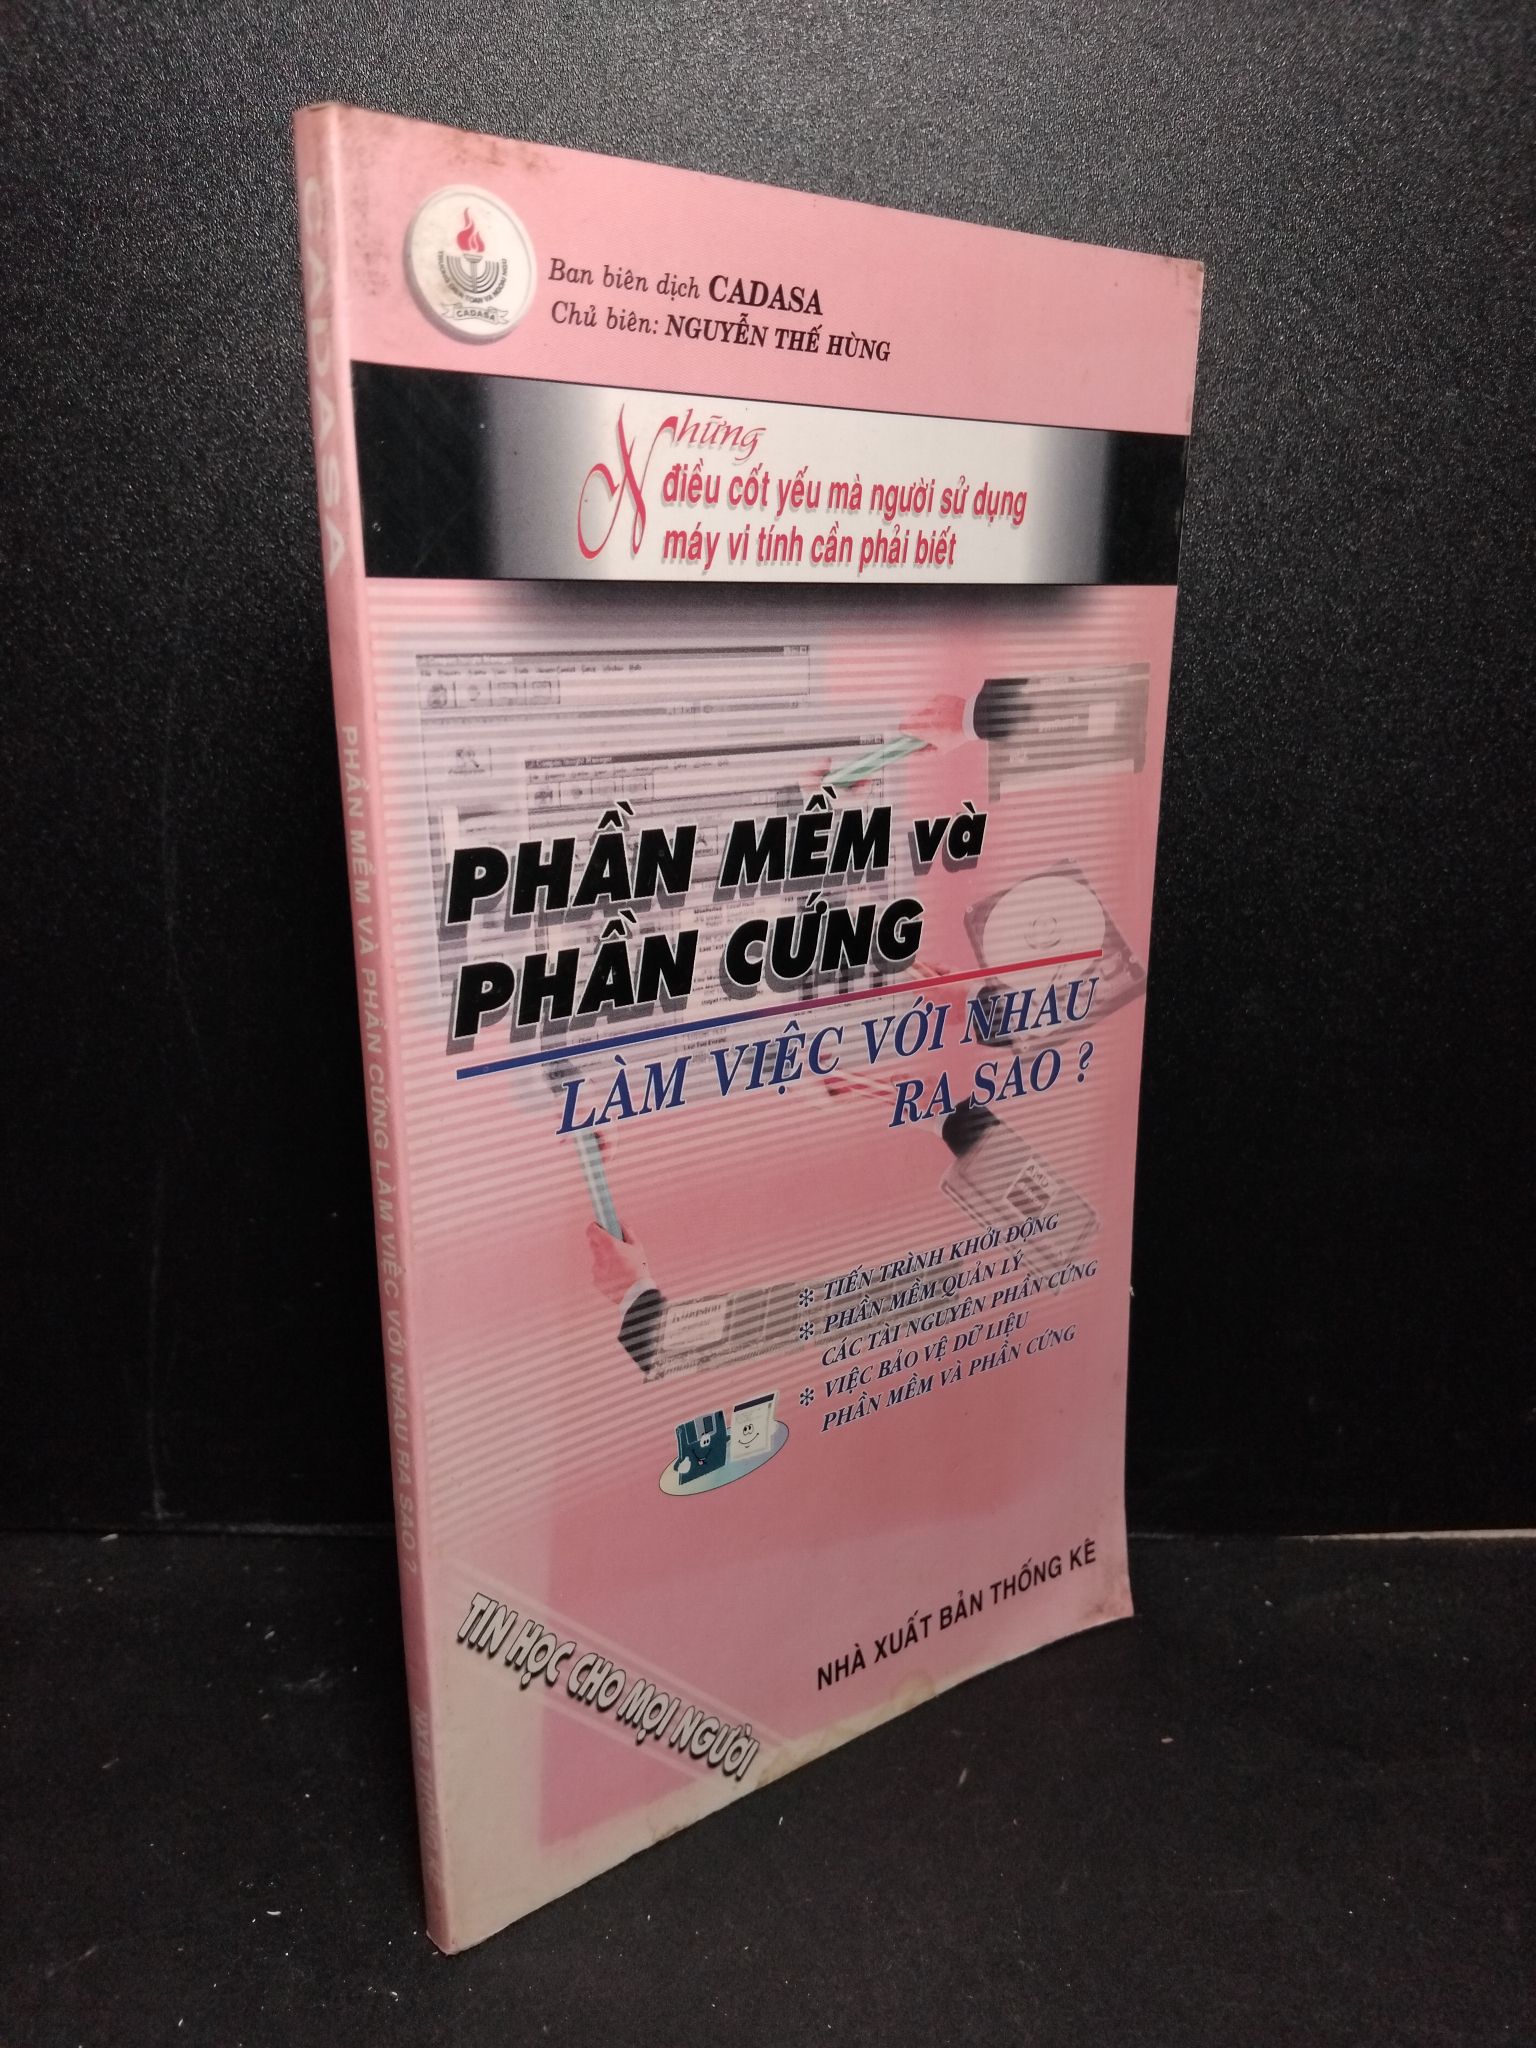 Ban biên dịch CADASA
Chủ biên: NGUYỄN THẾ HÙNG
CADASA
Những
điều cốt yếu mà người sử dụng
máy vi tính cần phải biết
PHẦN MỀM và
PHẦN CỨNG
LÀM VIỆC VỚI NHAU
RA SAO ?
* TIẾN TRÌNH KHỞI ĐỘNG
* PHẦN MỀM QUẢN LÝ
CÁC TÀI NGUYÊN PHẦN CỨNG
* VIỆC BẢO VỆ DỮ LIỆU
PHẦN MỀM VÀ PHẦN CỨNG
TIN HỌC CHO MỌI NGƯỜI
NHÀ XUẤT BẢN THỐNG KÊ
CADASA
PHẦN MỀM VÀ PHẦN CỨNG LÀM VIỆC VỚI NHAU RA SAO ?